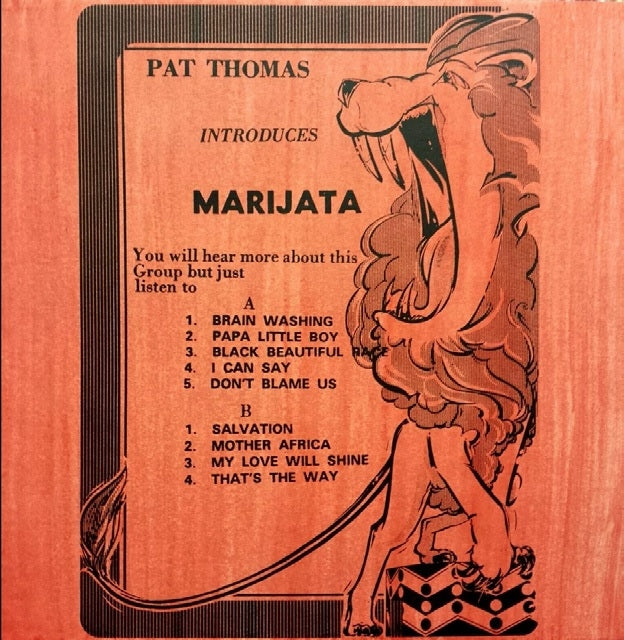 PAT THOMAS
INTRODUCES
MARIJATA
You will hear more about this
Group but just
listen to
A
1. BRAIN WASHING
2. PAPA LITTLE BOY
3. BLACK BEAUTIFUL RACE
4. I CAN SAY
5. DON'T BLAME US
B
1. SALVATION
2. MOTHER AFRICA
3. MY LOVE WILL SHINE
4. THAT'S THE WAY